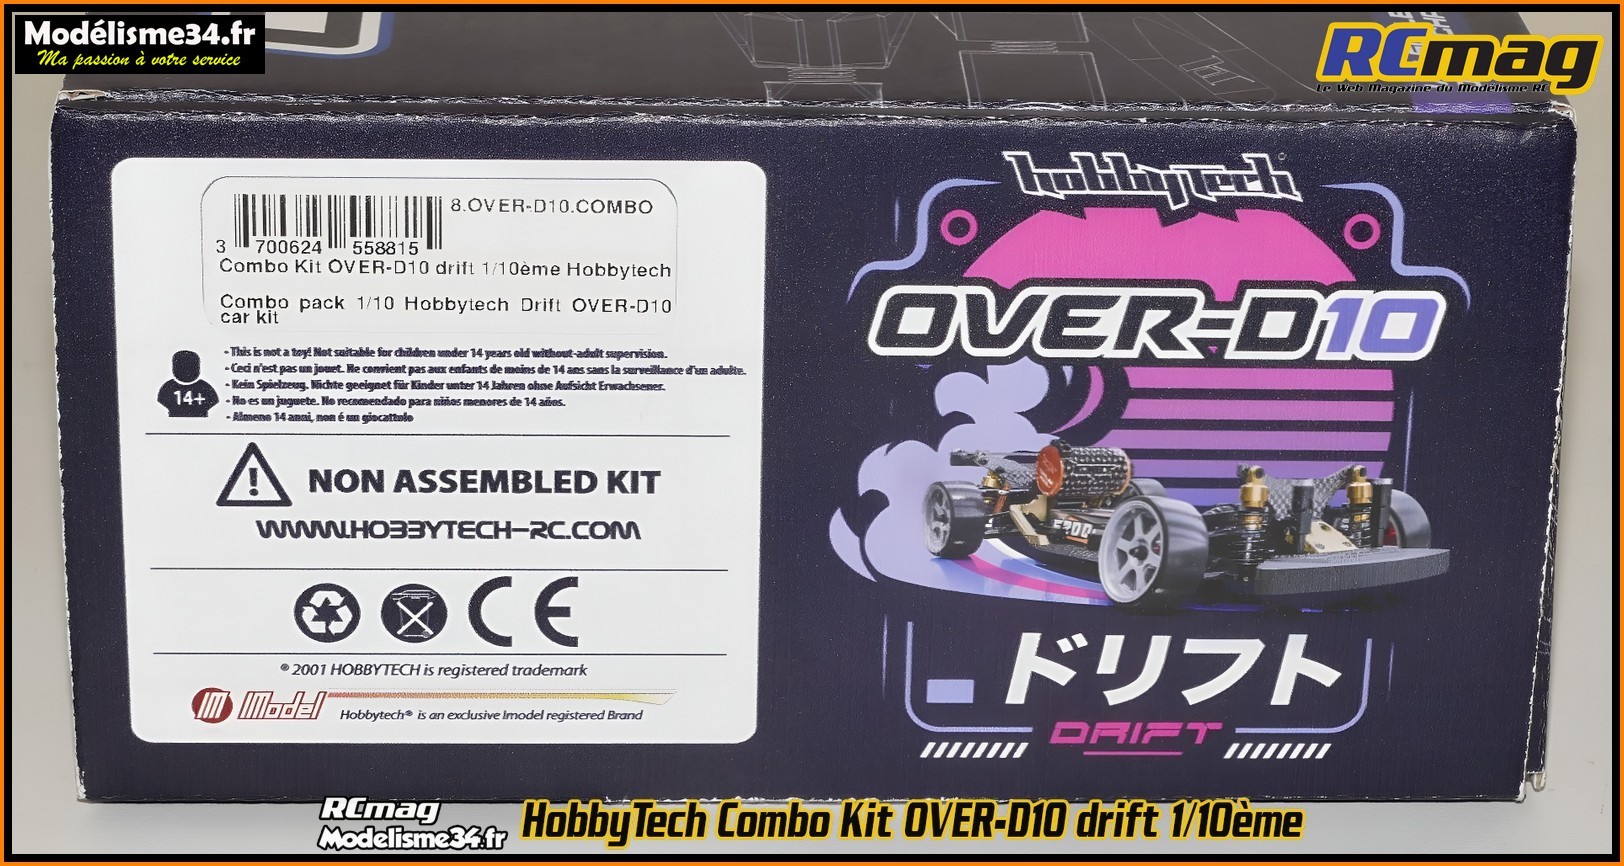 Modélisme34.fr
Ma passion à votre service
RCmag
Le Web Magazine du Modélisme RC
8.OVER-D10.COMBO
3 700624 558815
Combo Kit OVER-D10 drift 1/10ème Hobbytech
Combo pack 1/10 Hobbytech Drift OVER-D10
car kit
- This is not a toy! Not suitable for children under 14 years old without adult supervision.
- Ceci n'est pas un jouet. Ne convient pas aux enfants de moins de 14 ans sans la surveillance d'un adulte.
- Kein Spielzeug. Nichte geeignet für Kinder unter 14 Jahren ohne Aufsicht Erwachsener.
- No es un juguete. No recomendado para niños menores de 14 años.
- Almeno 14 anni, non é un giocattolo
14+
NON ASSEMBLED KIT
WWW.HOBBYTECH-RC.COM
CE
® 2001 HOBBYTECH is registered trademark
Imodel
Hobbytech® is an exclusive Imodel registered Brand
hobbytech
OVER-D10
ドリフト
DRIFT
RCmag
Modelisme34.fr
HobbyTech Combo Kit OVER-D10 drift 1/10ème